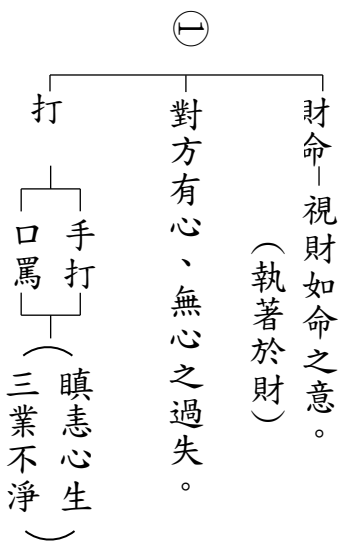 ㊀
財命—視財如命之意。
(執著於財)
對方有心、無心之過失。
打
手打
口罵
(瞋恚心生
三業不淨)